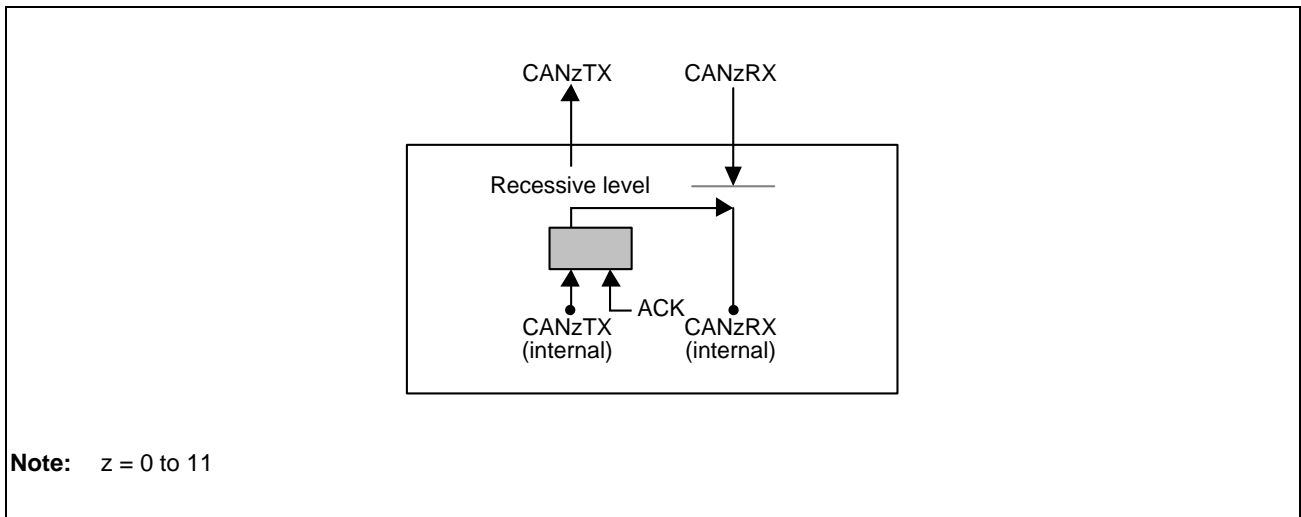 CANzTX CANzRX
Recessive level
ACK
CANzTX CANzRX
(internal) (internal)
Note: z = 0 to 11